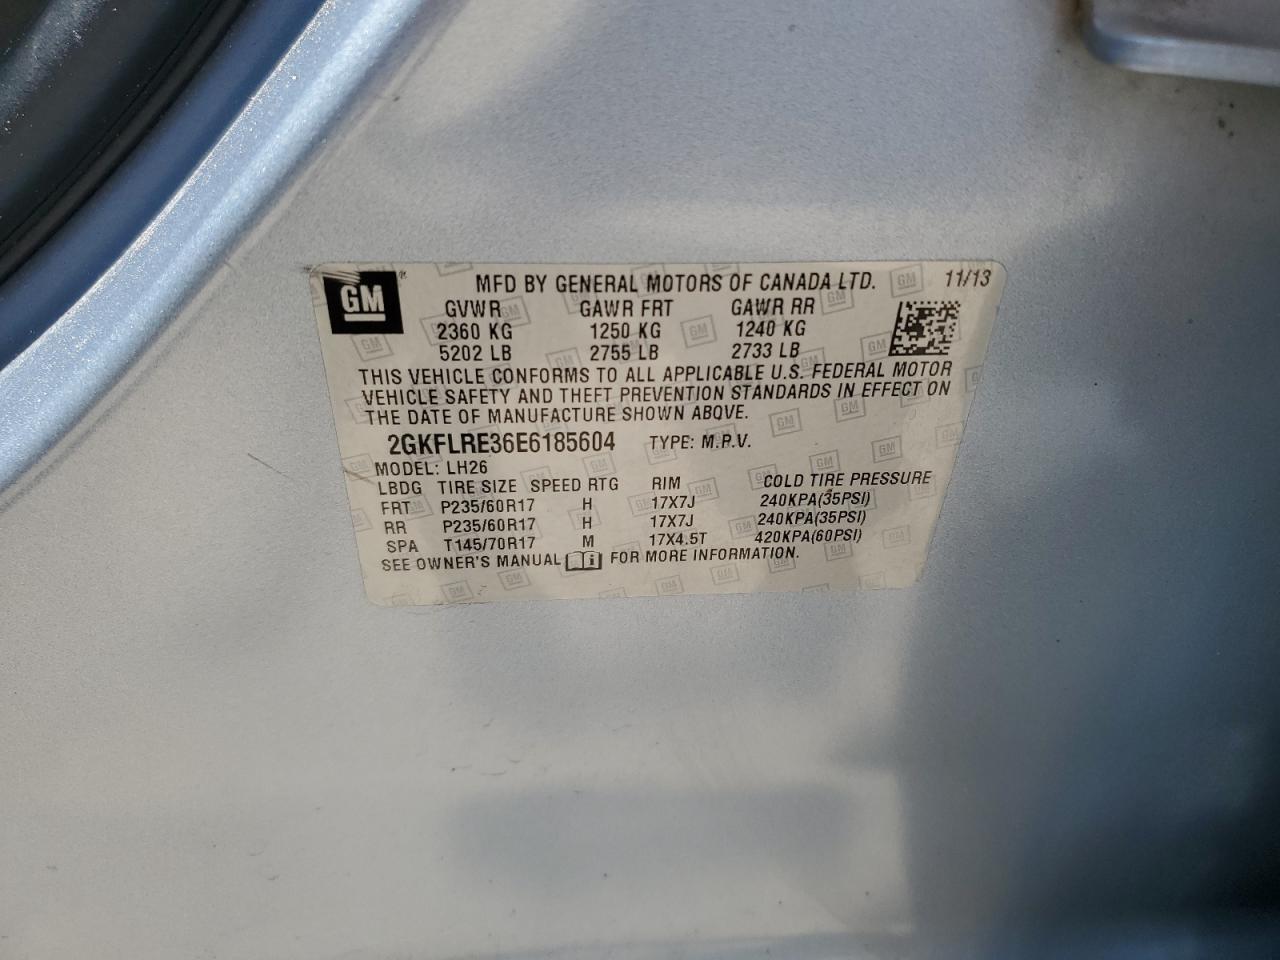 GM
MFD BY GENERAL MOTORS OF CANADA LTD. 11/13
GVWR GAWR FRT GAWR RR
2360 KG 1250 KG 1240 KG
5202 LB 2755 LB 2733 LB
THIS VEHICLE CONFORMS TO ALL APPLICABLE U.S. FEDERAL MOTOR
VEHICLE SAFETY AND THEFT PREVENTION STANDARDS IN EFFECT ON
THE DATE OF MANUFACTURE SHOWN ABOVE.
2GKFLRE36E6185604 TYPE: M.P.V.
MODEL: LH26
LBDG TIRE SIZE SPEED RTG RIM COLD TIRE PRESSURE
FRT P235/60R17 H 17X7J 240KPA(35PSI)
RR P235/60R17 H 17X7J 240KPA(35PSI)
SPA T145/70R17 M 17X4.5T 420KPA(60PSI)
SEE OWNER'S MANUAL FOR MORE INFORMATION.